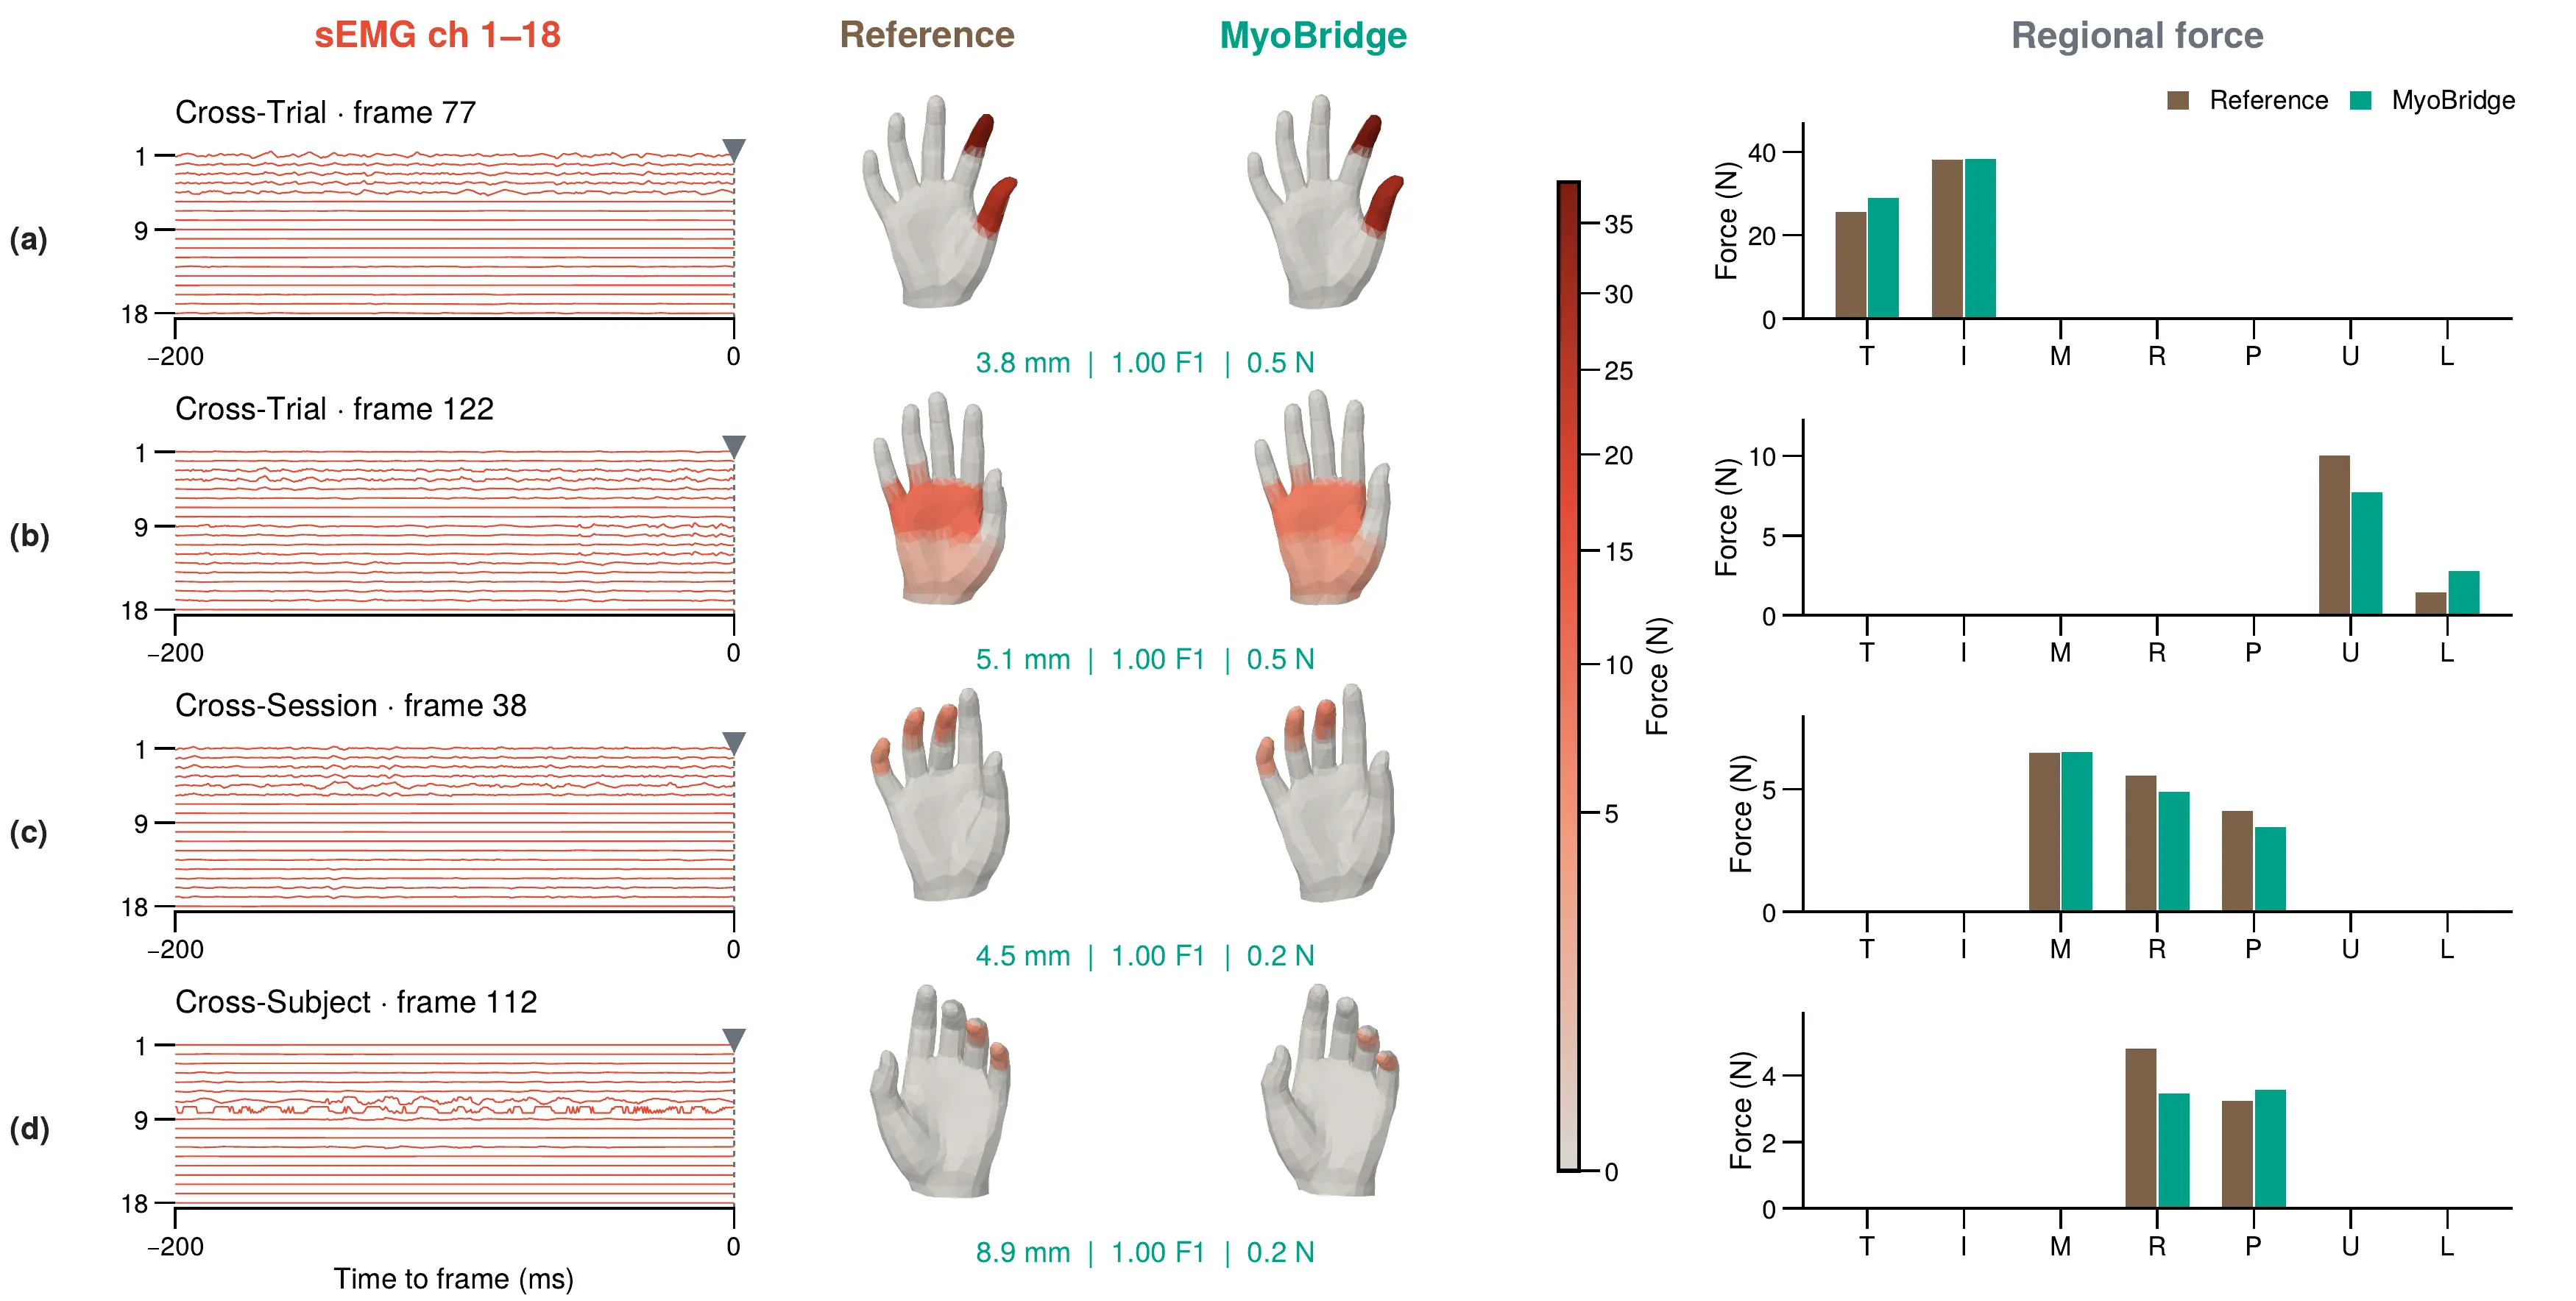 sEMG ch 1–18
Reference
MyoBridge
Regional force
Reference
MyoBridge
(a)
Cross-Trial · frame 77
1
9
18
−200
0
3.8 mm | 1.00 F1 | 0.5 N
Force (N)
40
20
0
T I M R P U L
(b)
Cross-Trial · frame 122
1
9
18
−200
0
5.1 mm | 1.00 F1 | 0.5 N
Force (N)
10
5
0
T I M R P U L
(c)
Cross-Session · frame 38
1
9
18
−200
0
4.5 mm | 1.00 F1 | 0.2 N
Force (N)
5
0
T I M R P U L
(d)
Cross-Subject · frame 112
1
9
18
−200
0
Time to frame (ms)
8.9 mm | 1.00 F1 | 0.2 N
Force (N)
4
2
0
T I M R P U L
35
30
25
20
15
10
5
0
Force (N)